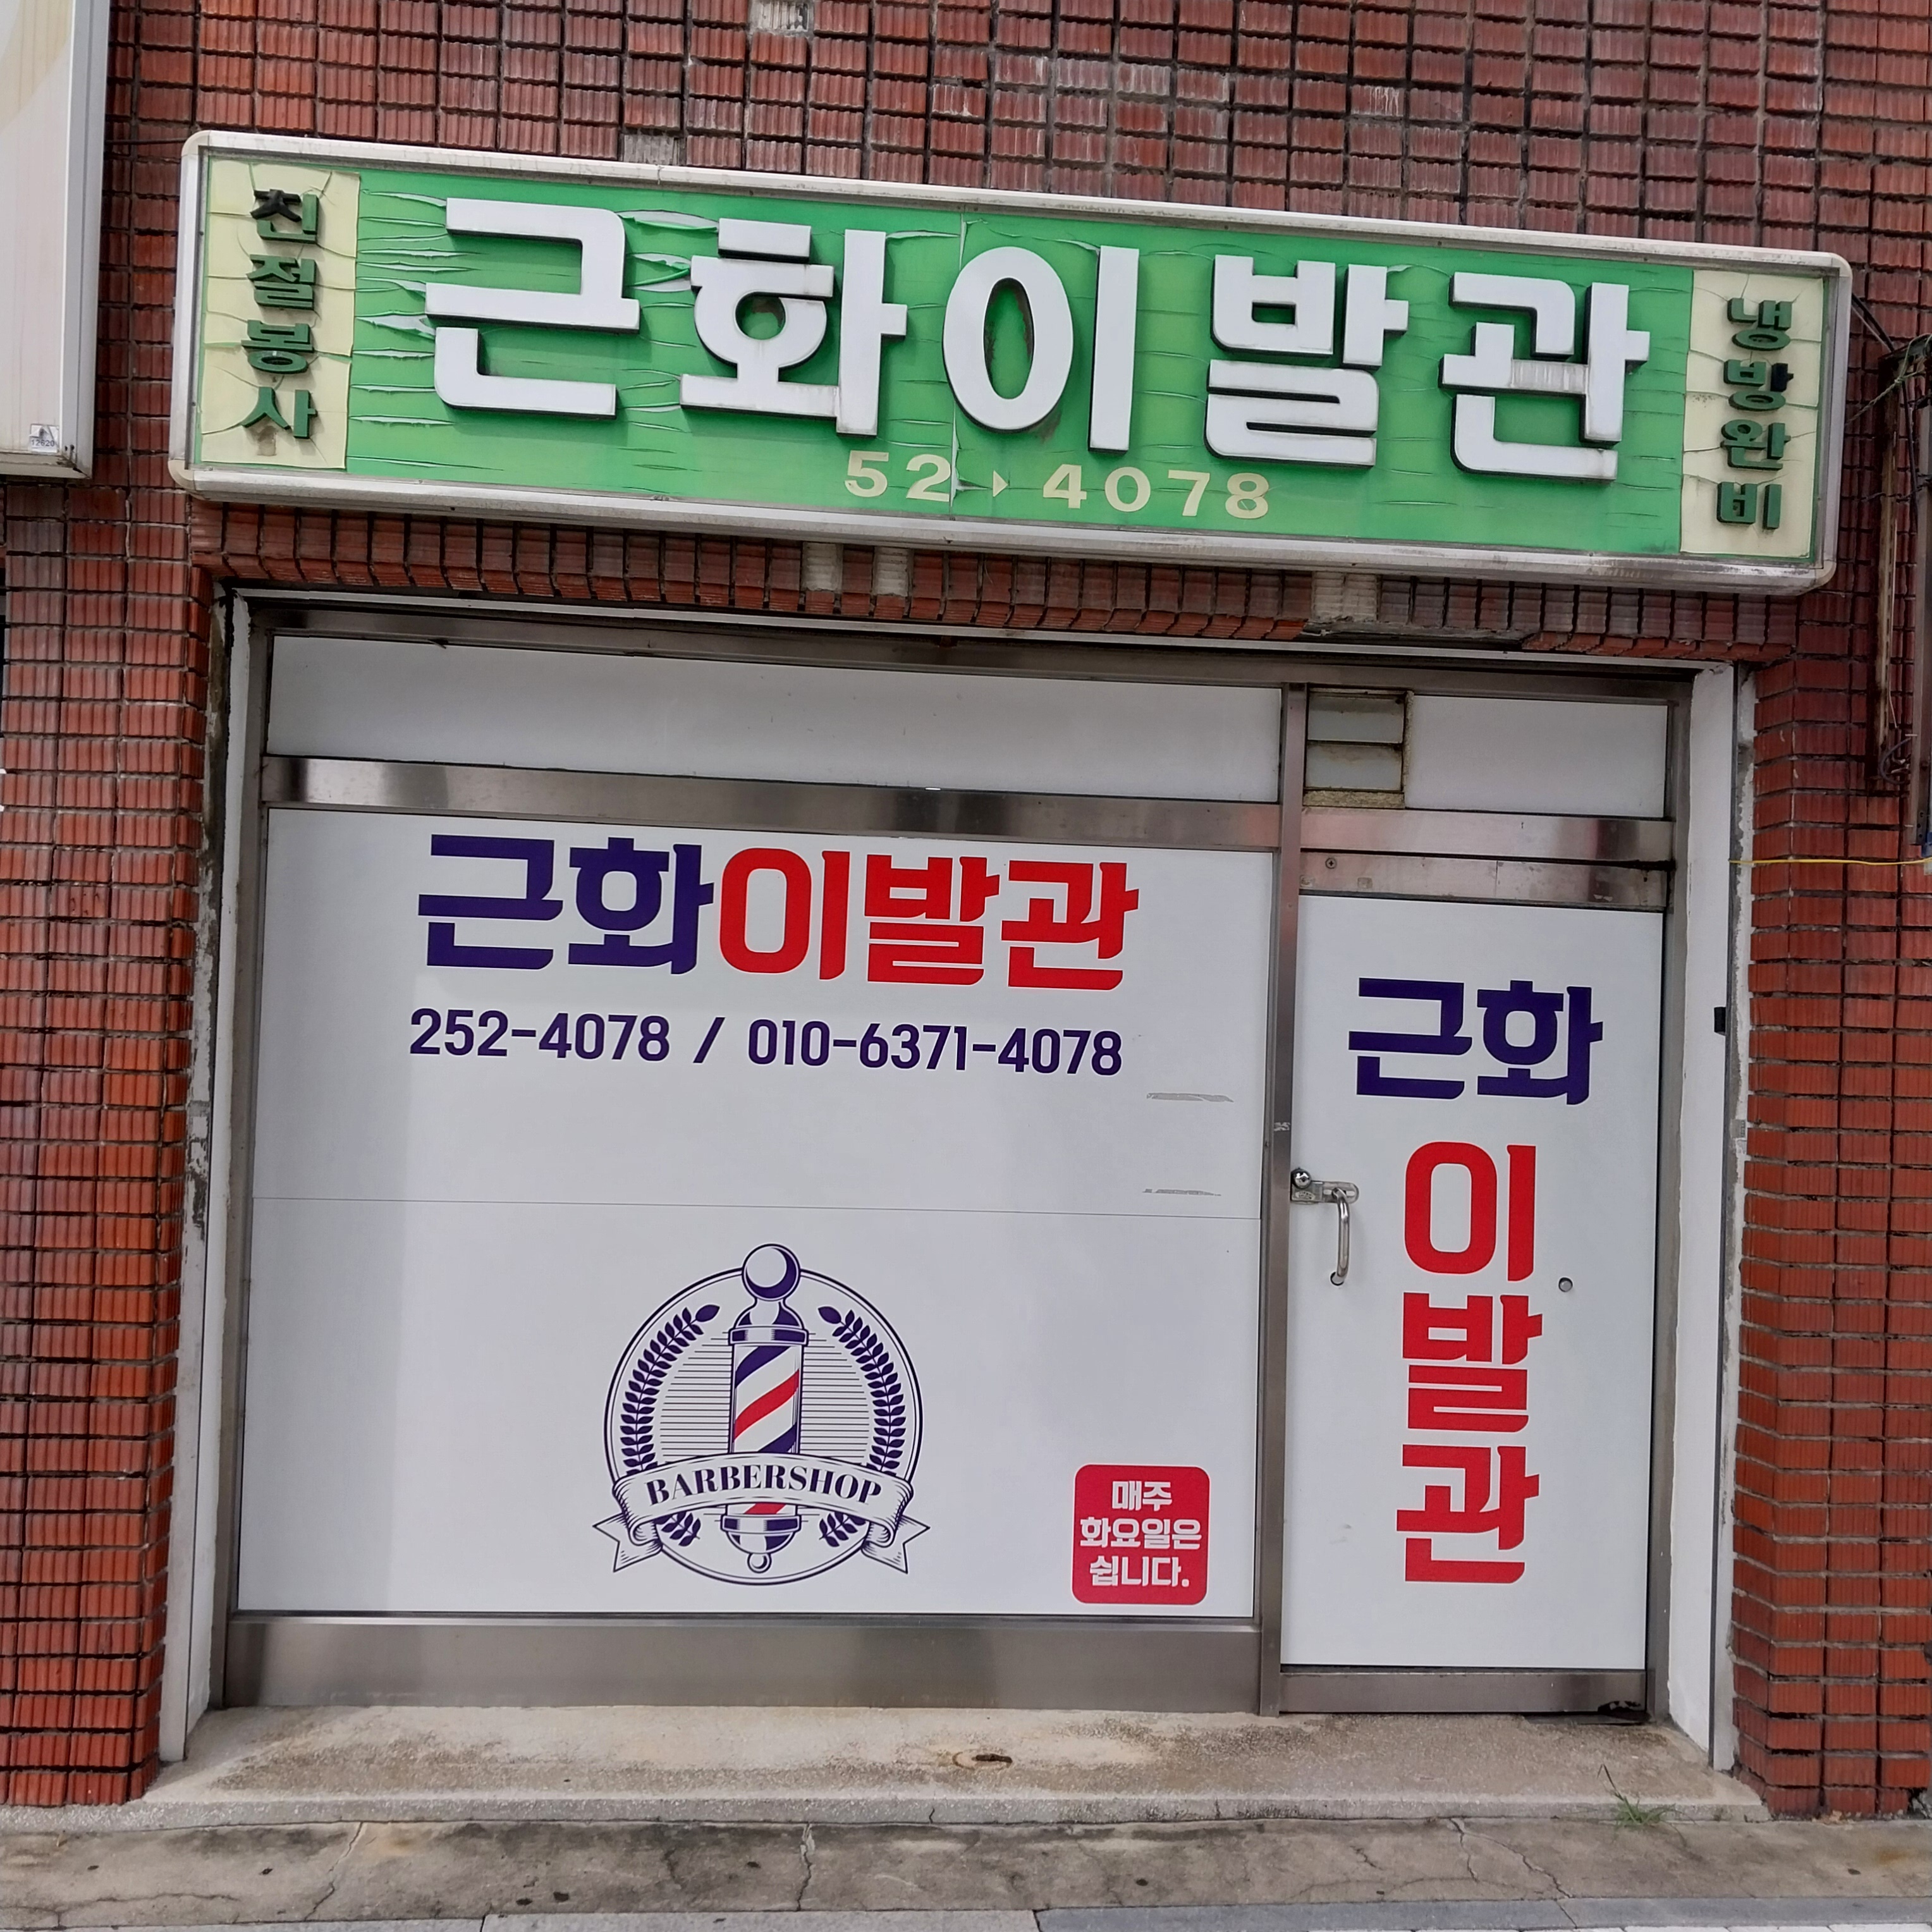 친절봉사
근화이발관
52-4078
냉방완비
근화이발관
252-4078 / 010-6371-4078
BARBERSHOP
매주
화요일은
쉽니다.
근화
이
발
관